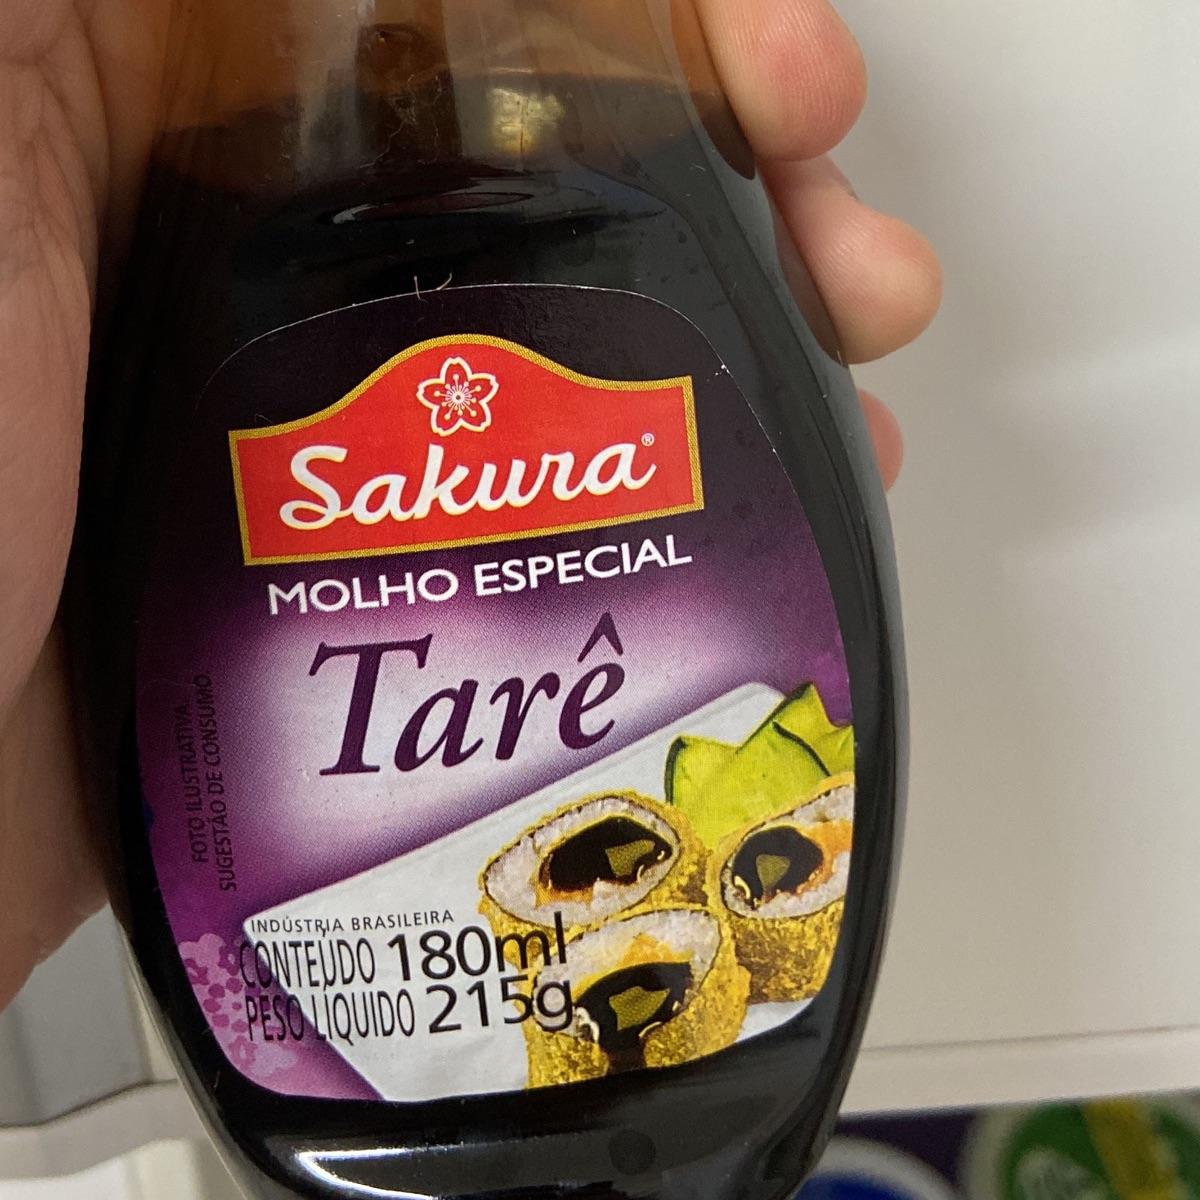 Sakura®
MOLHO ESPECIAL
Tarê
FOTO ILUSTRATIVA
SUGESTÃO DE CONSUMO
INDÚSTRIA BRASILEIRA
CONTEÚDO 180ml
PESO LÍQUIDO 215g